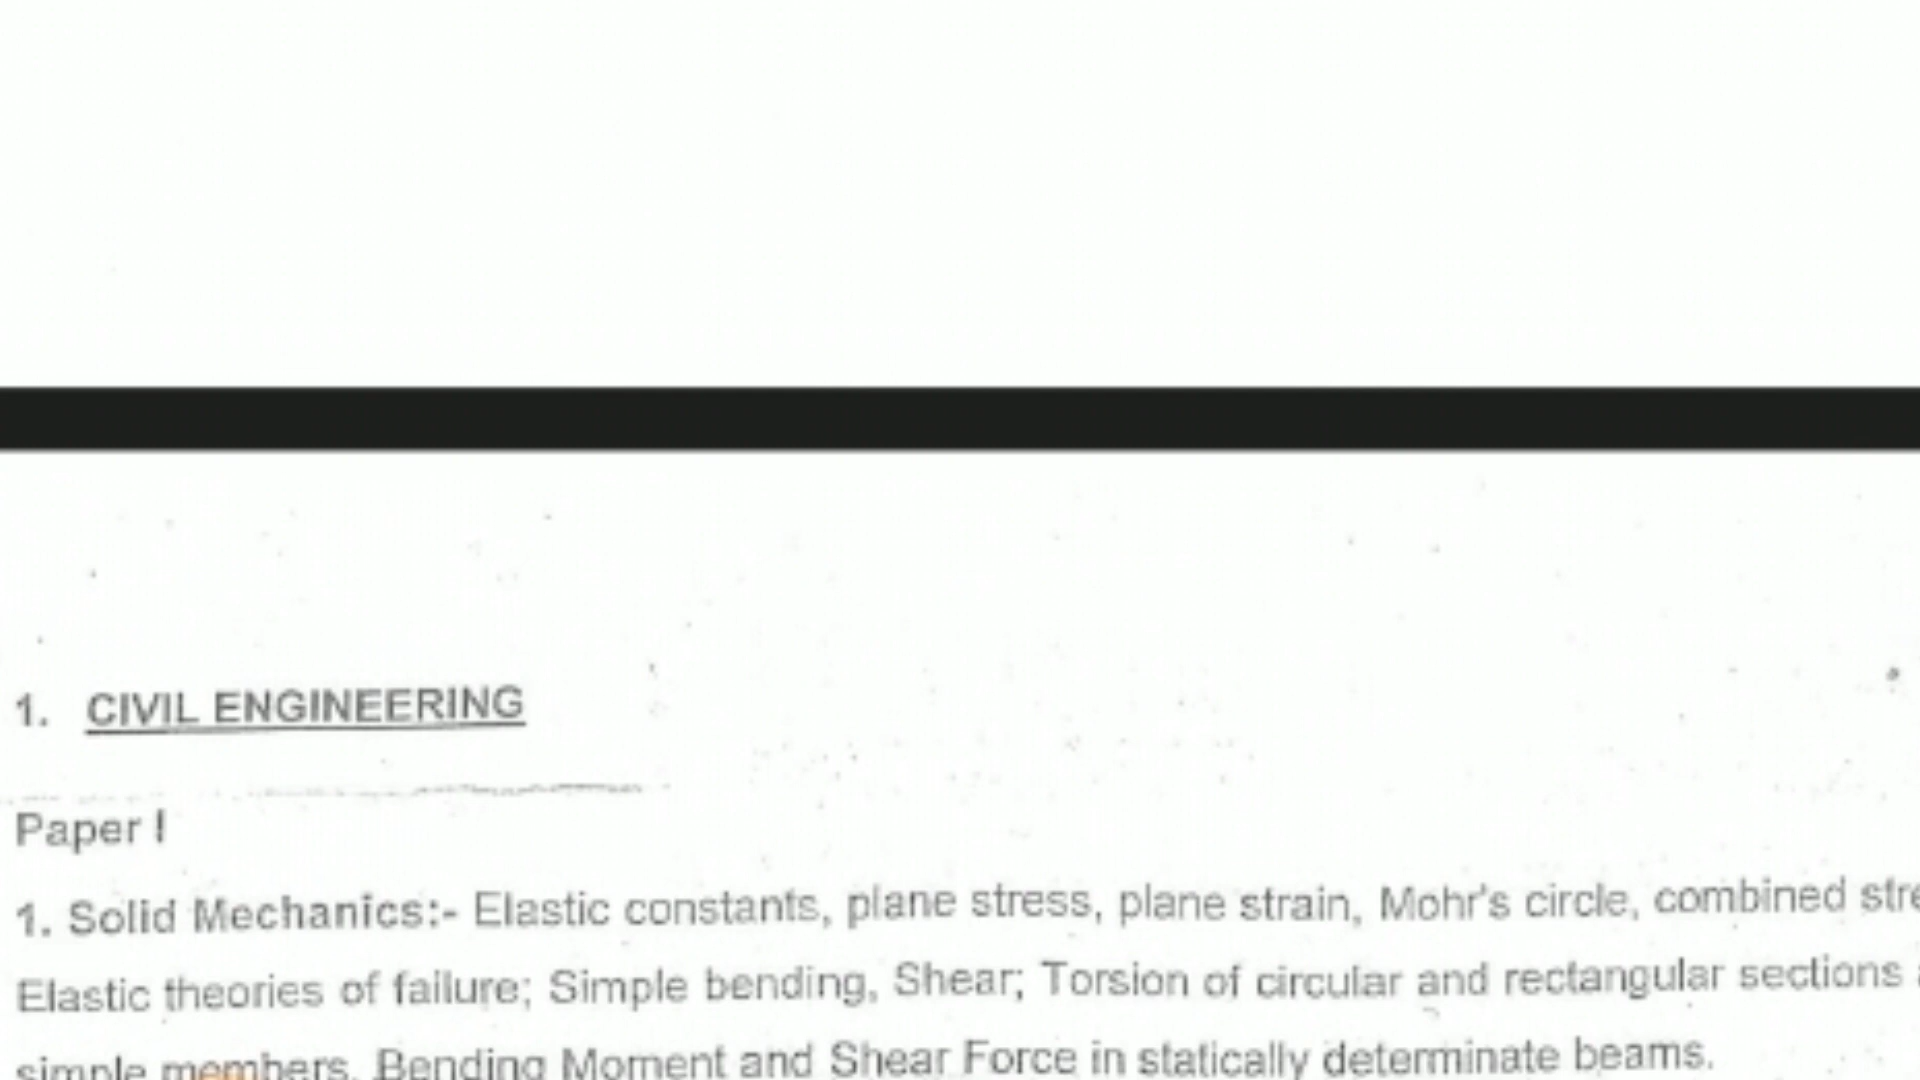 1. CIVIL ENGINEERING
Paper I
1. Solid Mechanics:- Elastic constants, plane stress, plane strain, Mohr's circle, combined
Elastic theories of failure; Simple bending, Shear; Torsion of circular and rectangular sections
simple members. Bending Moment and Shear Force in statically determinate beams.